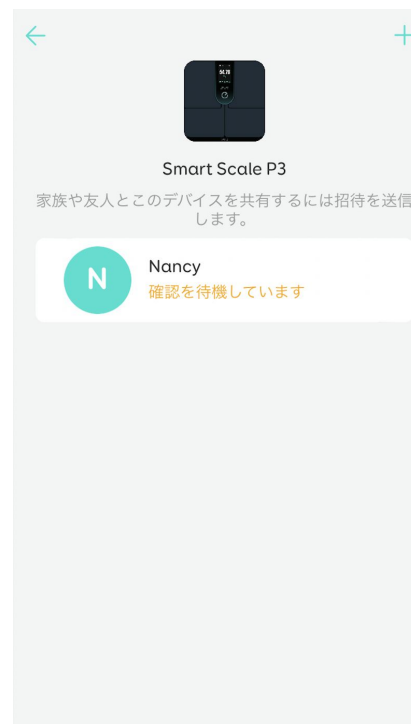 Smart Scale P3
家族や友人とこのデバイスを共有するには招待を送信
します。
N
Nancy
確認を待機しています